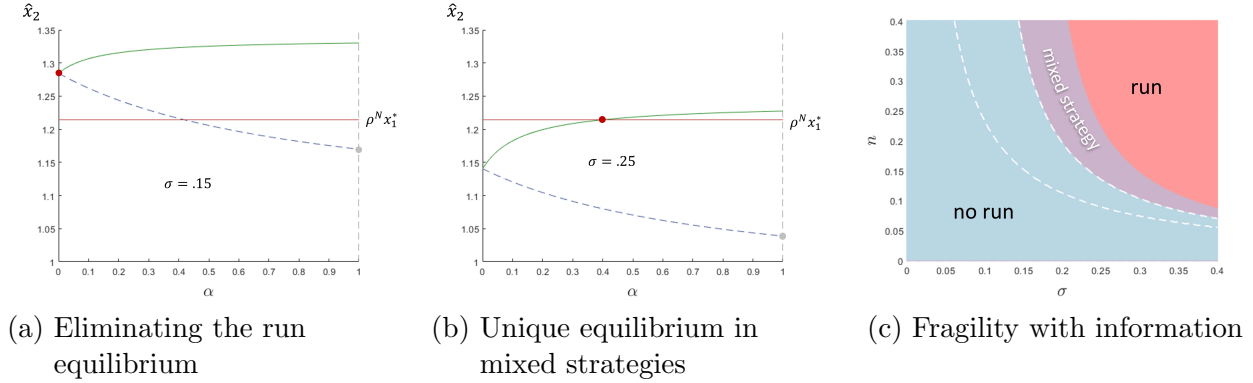 x̂₂
1.35
1.3
1.25
1.2
1.15
1.1
1.05
1
0 0.1 0.2 0.3 0.4 0.5 0.6 0.7 0.8 0.9 1
α
ρᴺx₁*
σ = .15
(a) Eliminating the run
equilibrium
x̂₂
1.35
1.3
1.25
1.2
1.15
1.1
1.05
1
0 0.1 0.2 0.3 0.4 0.5 0.6 0.7 0.8 0.9 1
α
ρᴺx₁*
σ = .25
(b) Unique equilibrium in
mixed strategies
n
0.4
0.35
0.3
0.25
0.2
0.15
0.1
0.05
0
0 0.05 0.1 0.15 0.2 0.25 0.3 0.35 0.4
σ
mixed strategy
run
no run
(c) Fragility with information